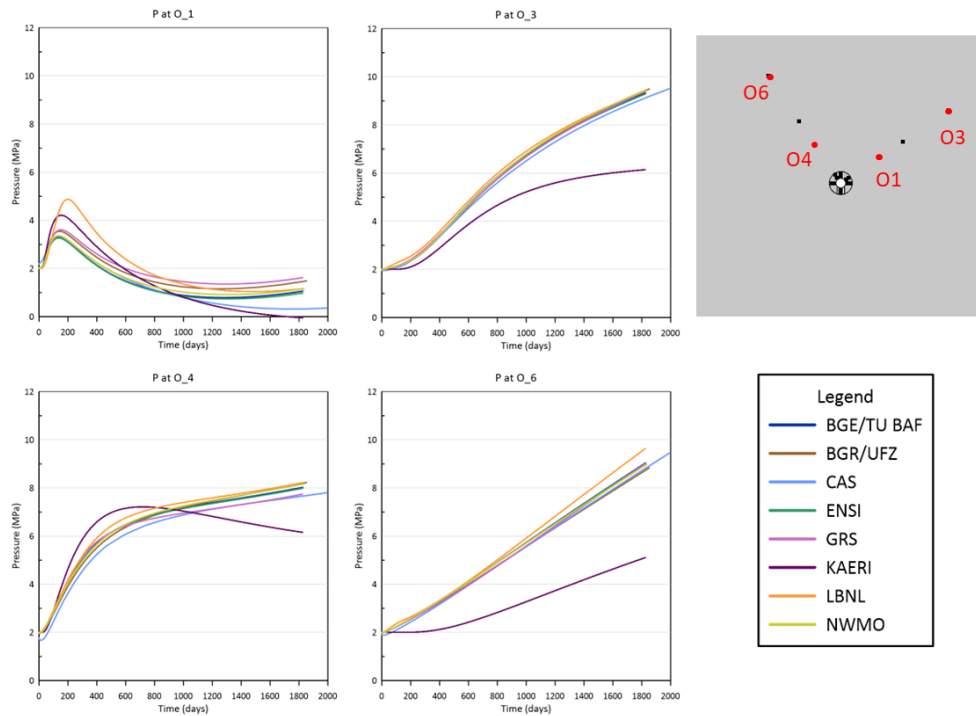 P at O_1
12
10
8
6
4
2
0
Pressure (MPa)
0 200 400 600 800 1000 1200 1400 1600 1800 2000
Time (days)
P at O_3
12
10
8
6
4
2
0
Pressure (MPa)
0 200 400 600 800 1000 1200 1400 1600 1800 2000
Time (days)
O6
O3
O4
O1
P at O_4
12
10
8
6
4
2
0
Pressure (MPa)
0 200 400 600 800 1000 1200 1400 1600 1800 2000
Time (days)
P at O_6
12
10
8
6
4
2
0
Pressure (MPa)
0 200 400 600 800 1000 1200 1400 1600 1800 2000
Time (days)
Legend
BGE/TU BAF
BGR/UFZ
CAS
ENSI
GRS
KAERI
LBNL
NWMO